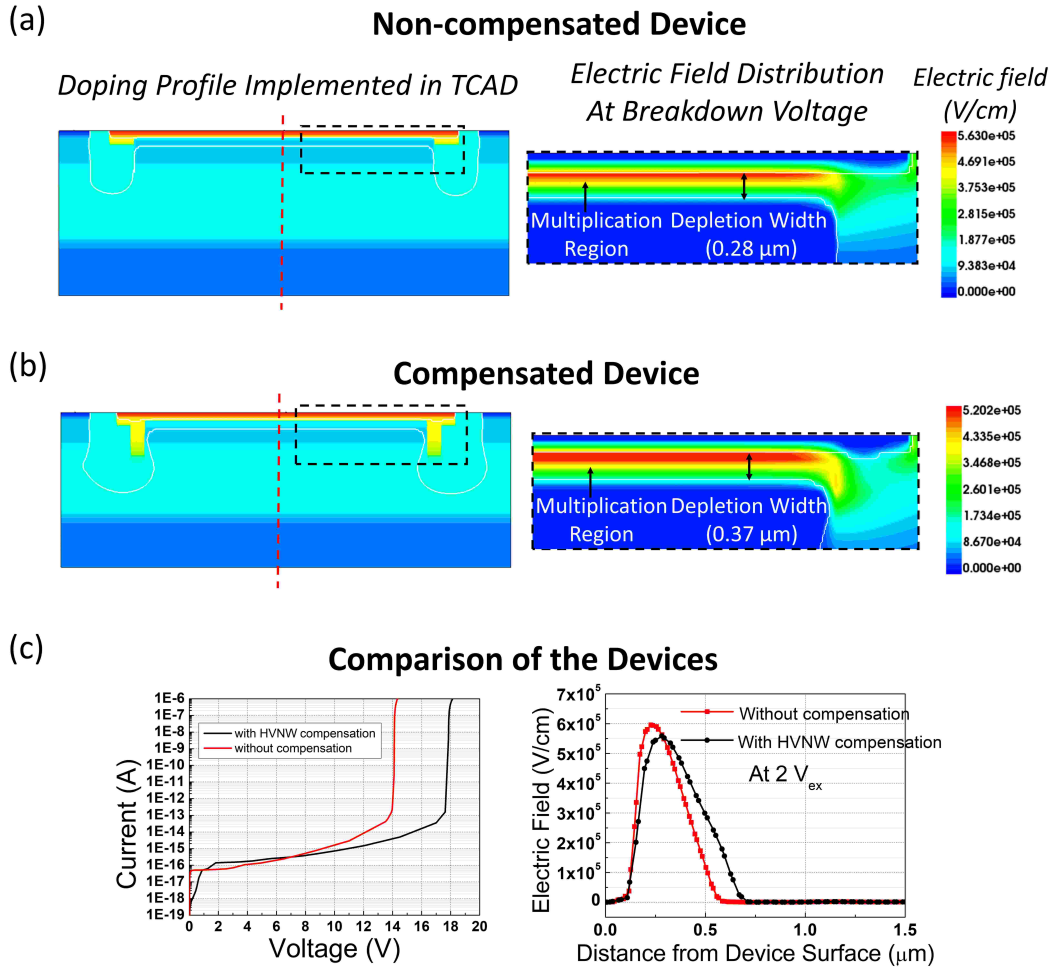 (a)
Non-compensated Device
Doping Profile Implemented in TCAD
Electric Field Distribution
At Breakdown Voltage
Electric field
(V/cm)
5.630e+05
4.691e+05
3.753e+05
2.815e+05
1.877e+05
9.383e+04
0.000e+00
Multiplication
Region
Depletion Width
(0.28 μm)
(b)
Compensated Device
5.202e+05
4.335e+05
3.468e+05
2.601e+05
1.734e+05
8.670e+04
0.000e+00
Multiplication
Region
Depletion Width
(0.37 μm)
(c)
Comparison of the Devices
Current (A)
1E-6
1E-7
1E-8
1E-9
1E-10
1E-11
1E-12
1E-13
1E-14
1E-15
1E-16
1E-17
1E-18
1E-19
with HVNW compensation
without compensation
0 2 4 6 8 10 12 14 16 18 20
Voltage (V)
Electric Field (V/cm)
7x10⁵
6x10⁵
5x10⁵
4x10⁵
3x10⁵
2x10⁵
1x10⁵
0
Without compensation
With HVNW compensation
At 2 Vₑₓ
0.0 0.5 1.0 1.5
Distance from Device Surface (μm)